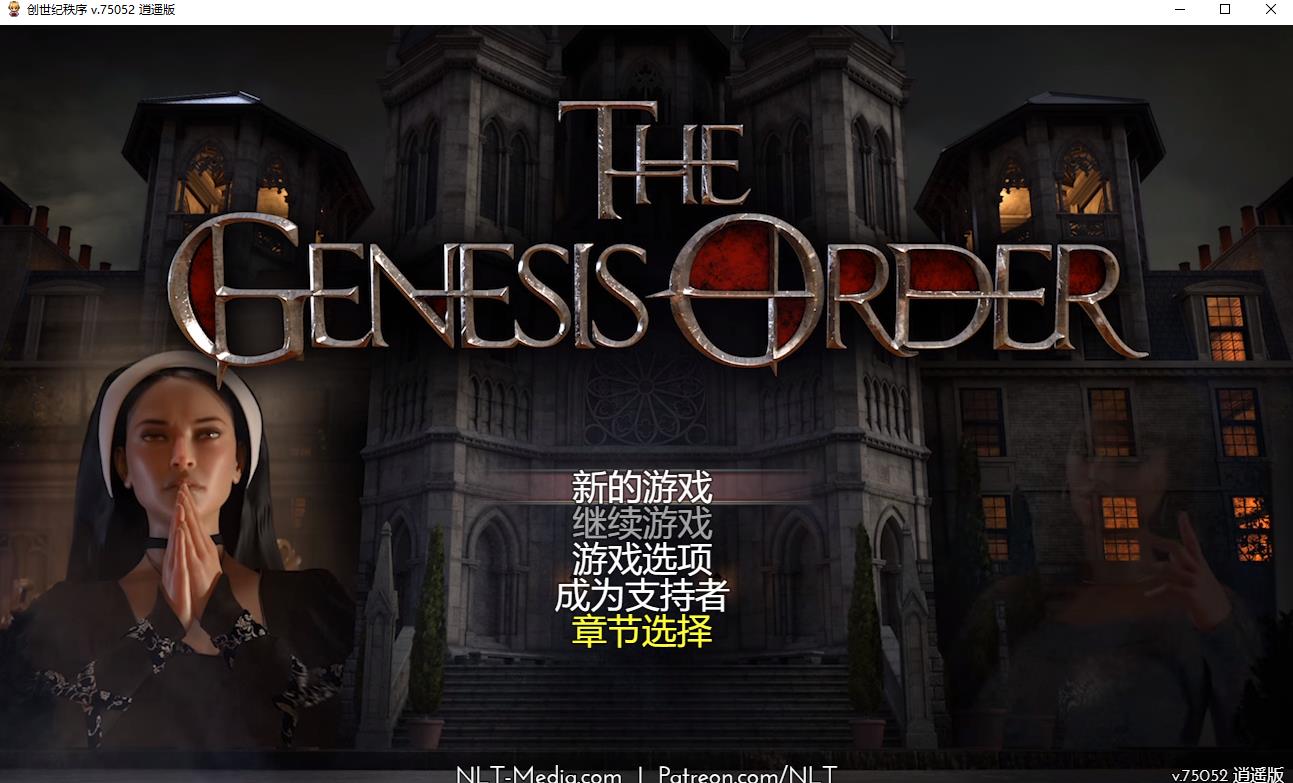 创世纪秩序 v.75052 逍遥版
THE
GENESIS ORDER
新的游戏
继续游戏
游戏选项
成为支持者
章节选择
NLT-Media.com | Patreon.com/NLT
v.75052 逍遥版